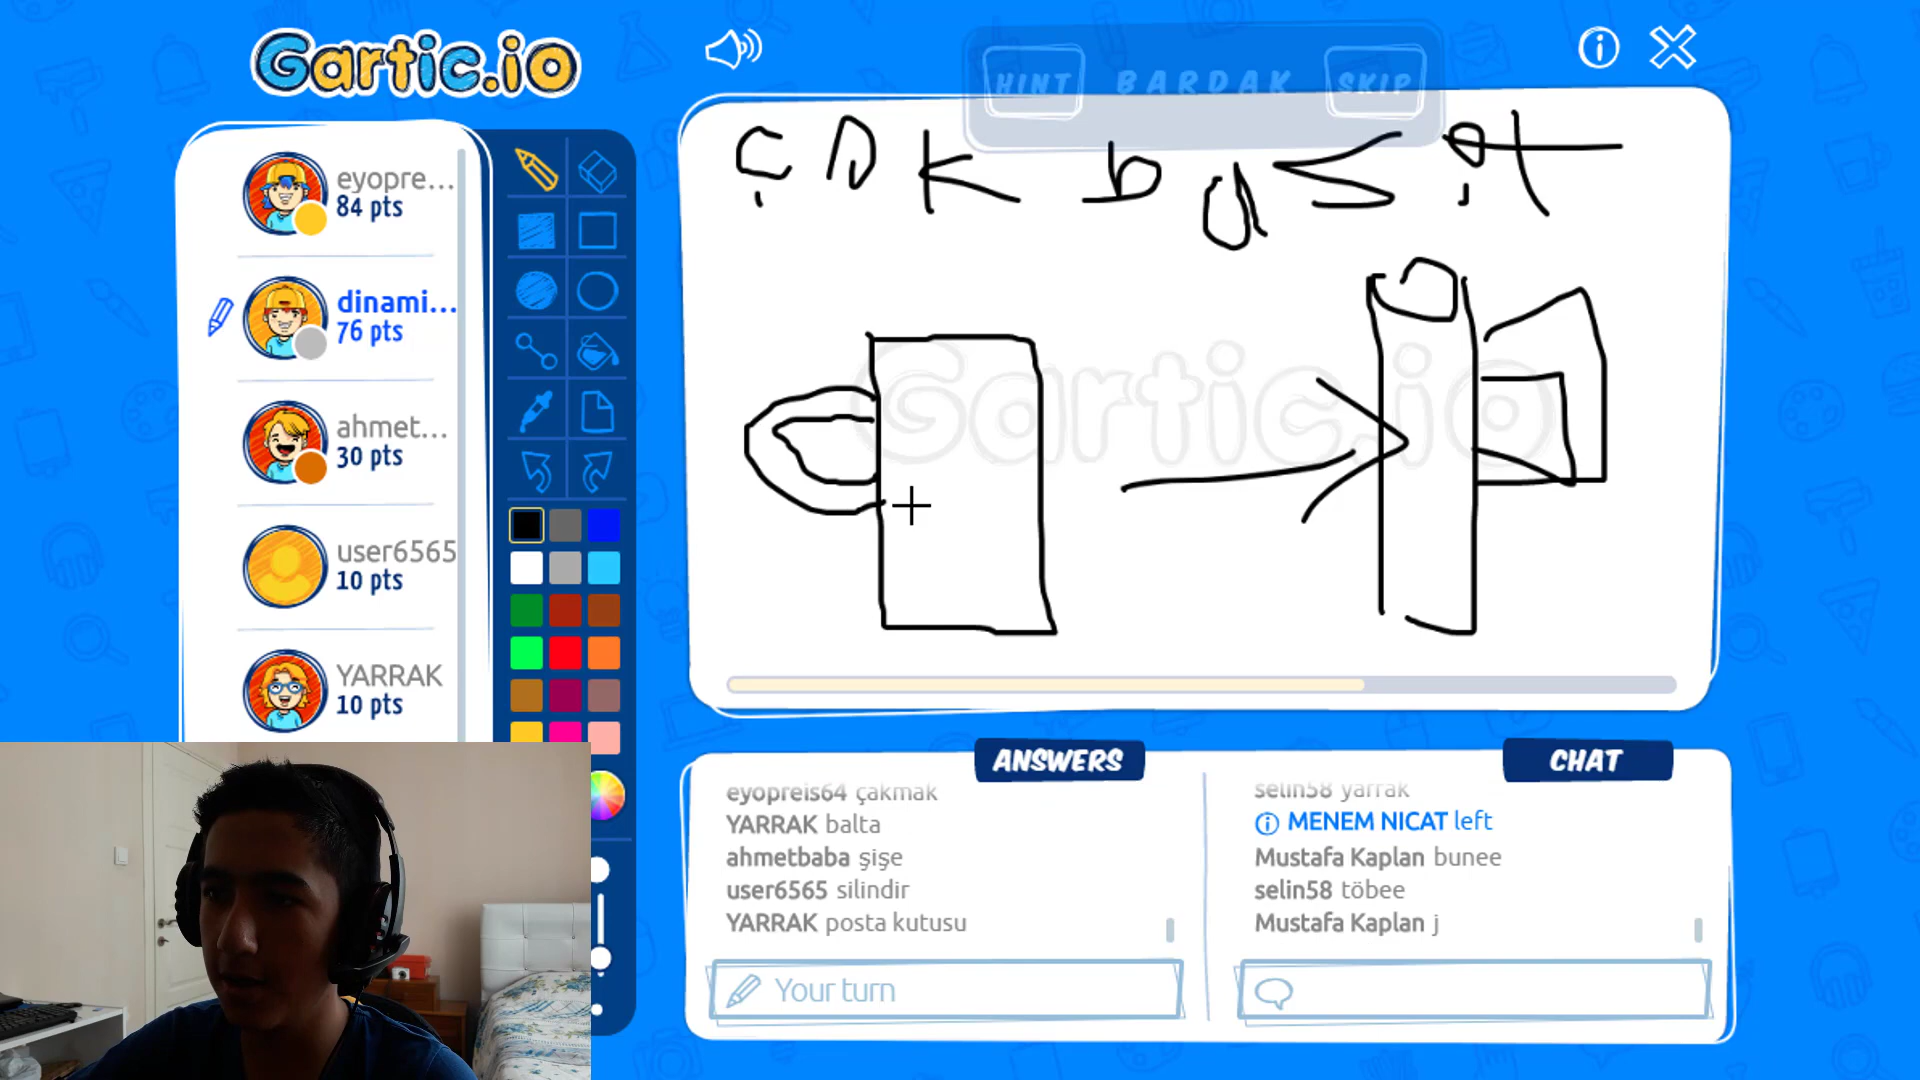 Gartic.io
HINT BARDAK SKIP
ÇOK basit
Gartic.io
eyopre...
84 pts
dinami...
76 pts
ahmet...
30 pts
user6565
10 pts
YARRAK
10 pts
ANSWERS
eyopreis64 çakmak
YARRAK balta
ahmetbaba şişe
user6565 silindir
YARRAK posta kutusu
Your turn
CHAT
selin58 yarrak
MENEM NICAT left
Mustafa Kaplan bunee
selin58 töbee
Mustafa Kaplan j